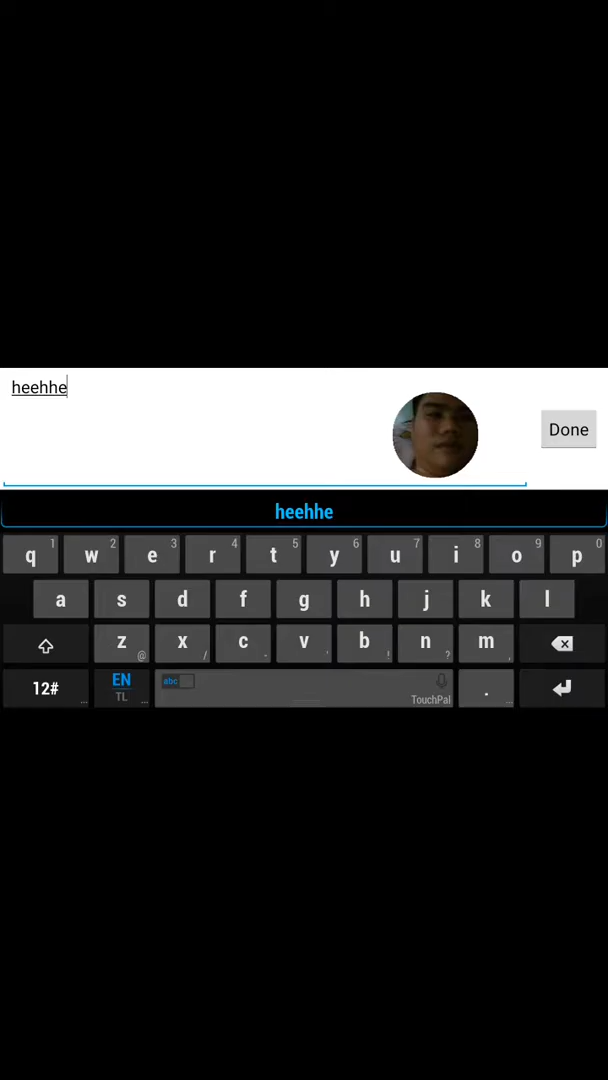 heehhe
Done
heehhe
1 2 3 4 5 6 7 8 9 0
q w e r t y u i o p
a s d f g h j k l
z x c v b n m
@ / - ' ! ? ,
12# EN abc .
TL TouchPal